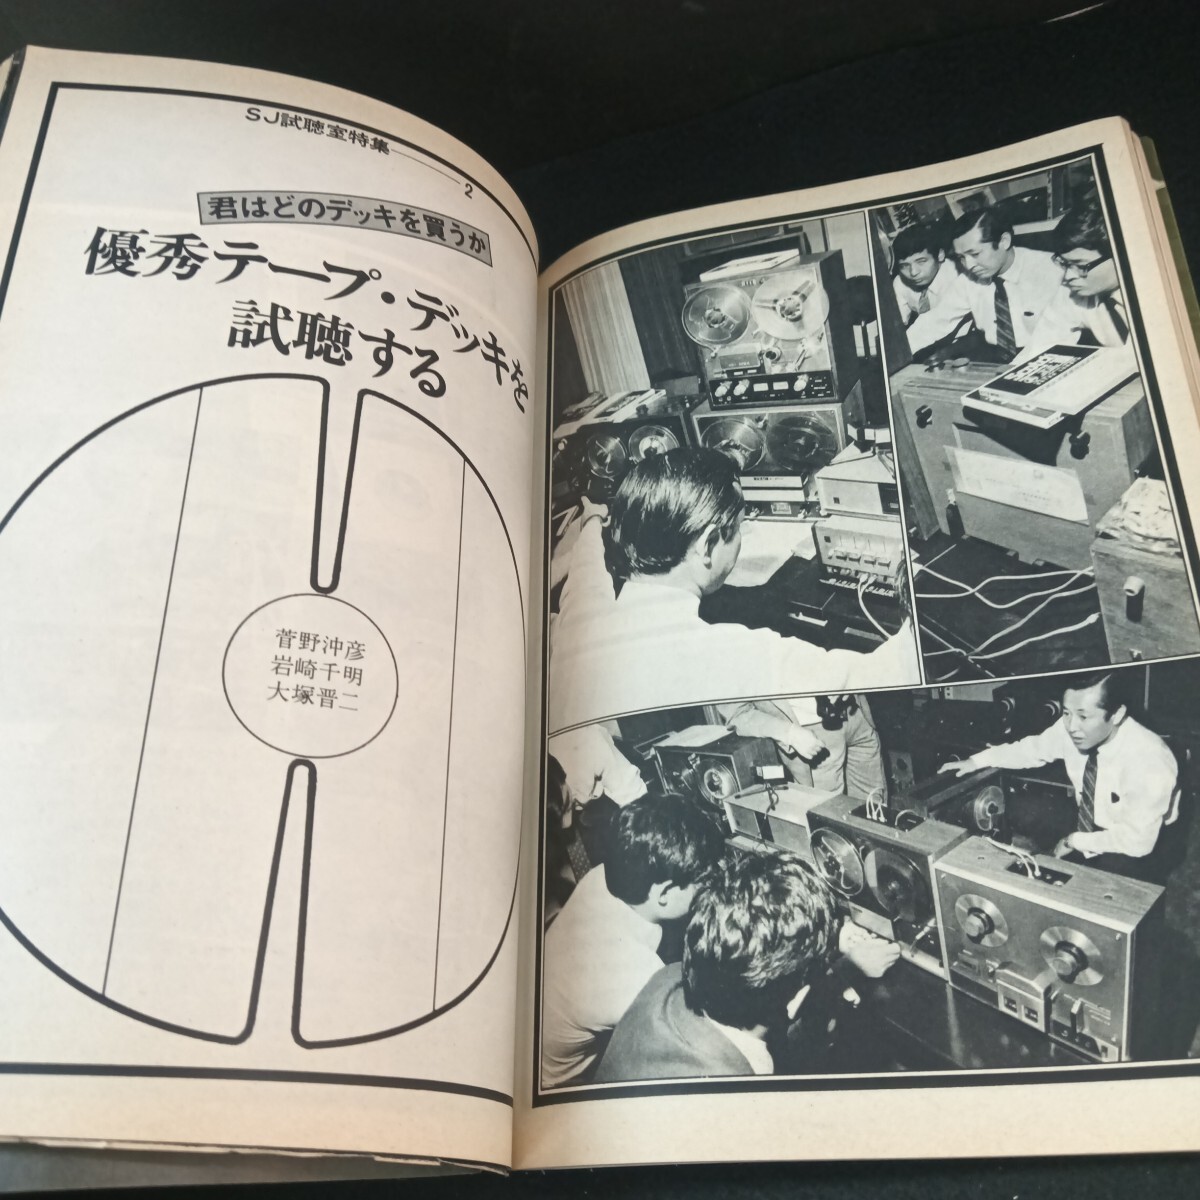 SJ試聴室特集
2
君はどのデッキを買うか
優秀テープ・デッキを
試聴する
菅野沖彦
岩崎千明
大塚晋二